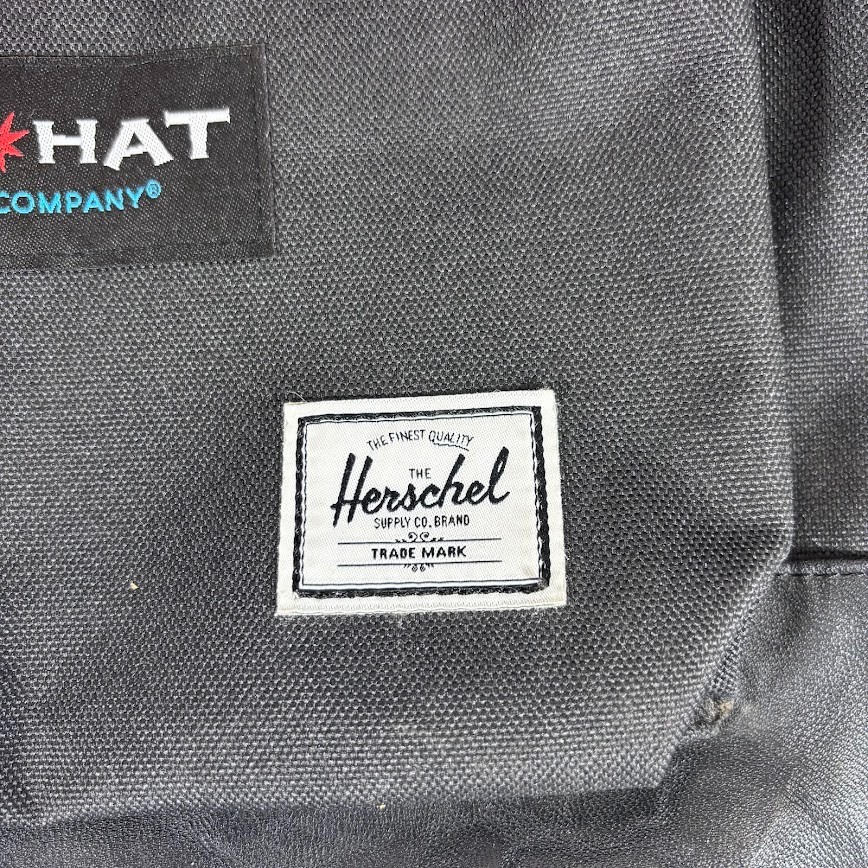 HAT
COMPANY®
THE FINEST QUALITY
THE
Herschel
SUPPLY CO. BRAND
TRADE MARK